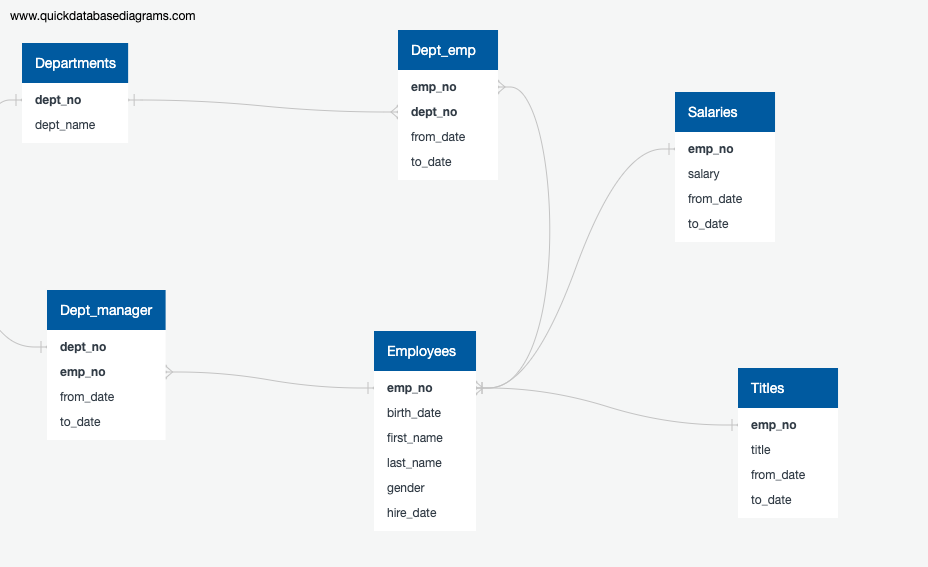 www.quickdatabasediagrams.com
Departments
dept_no
dept_name
Dept_emp
emp_no
dept_no
from_date
to_date
Salaries
emp_no
salary
from_date
to_date
Dept_manager
dept_no
emp_no
from_date
to_date
Employees
emp_no
birth_date
first_name
last_name
gender
hire_date
Titles
emp_no
title
from_date
to_date